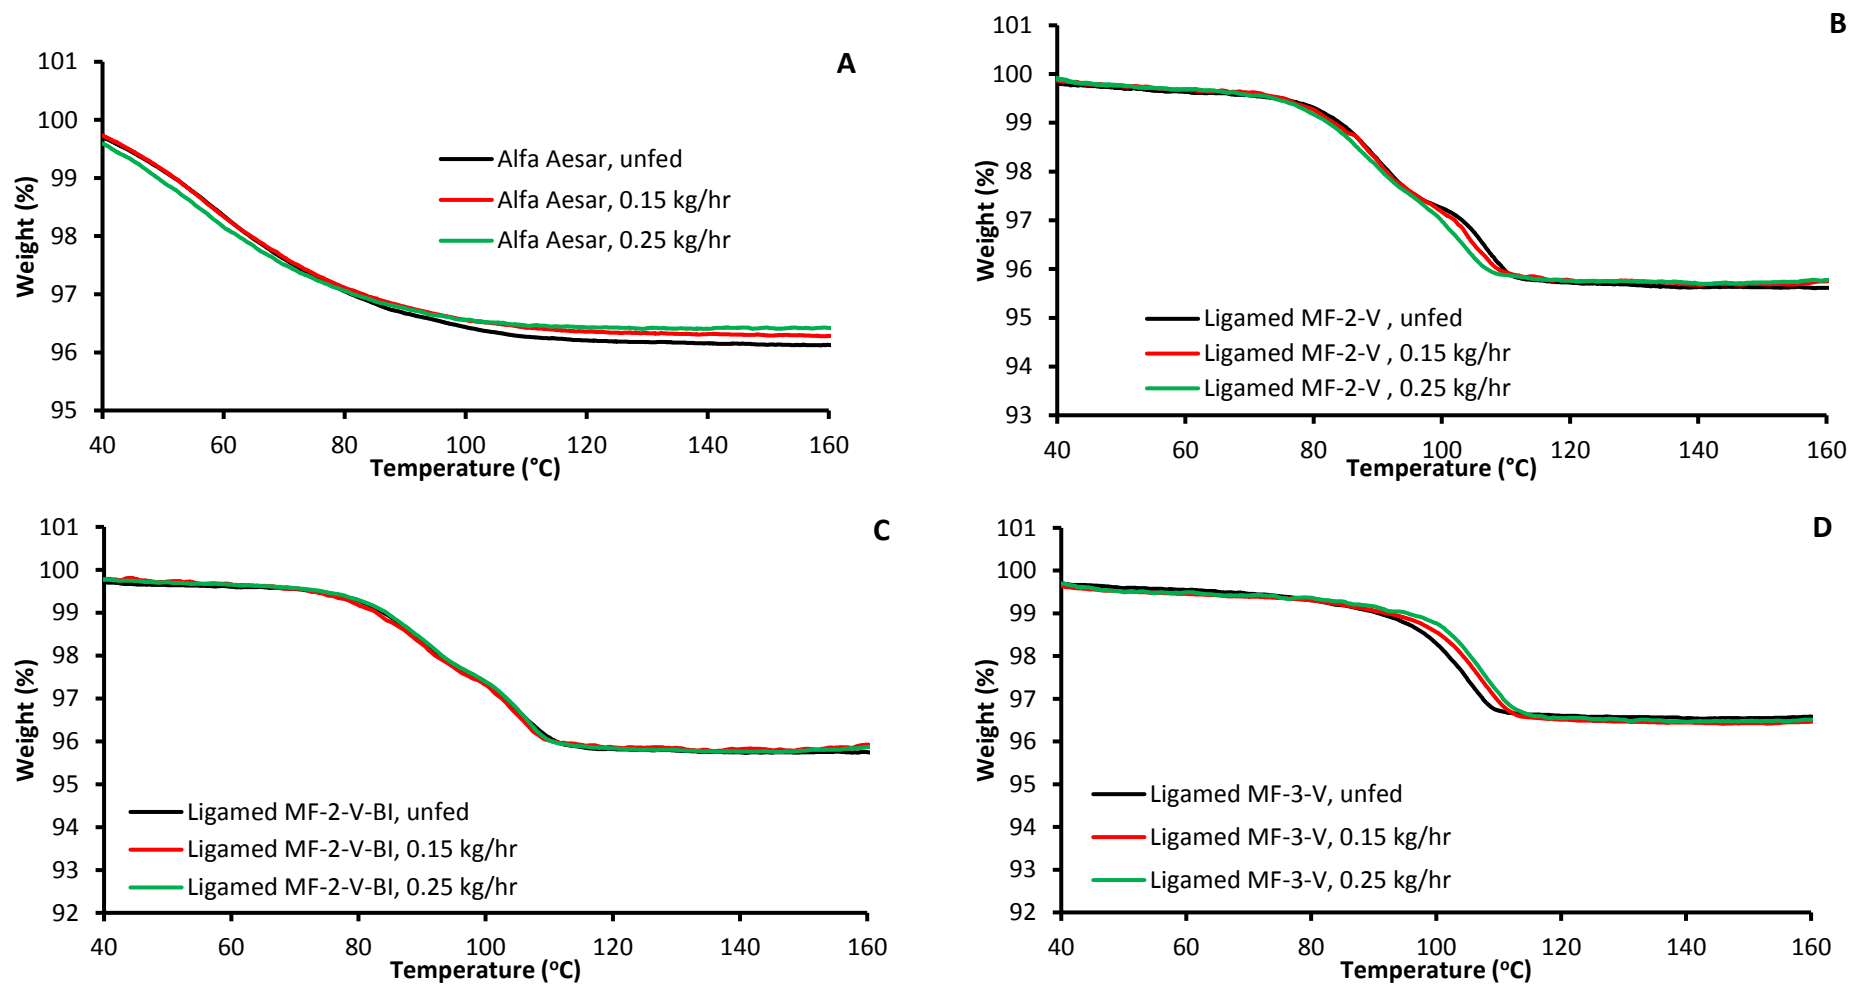 A
101
100
99
98
97
96
95
Weight (%)
Alfa Aesar, unfed
Alfa Aesar, 0.15 kg/hr
Alfa Aesar, 0.25 kg/hr
40 60 80 100 120 140 160
Temperature (°C)
B
101
100
99
98
97
96
95
94
93
Weight (%)
Ligamed MF-2-V , unfed
Ligamed MF-2-V , 0.15 kg/hr
Ligamed MF-2-V , 0.25 kg/hr
40 60 80 100 120 140 160
Temperature (°C)
C
101
100
99
98
97
96
95
94
93
92
Weight (%)
Ligamed MF-2-V-BI, unfed
Ligamed MF-2-V-BI, 0.15 kg/hr
Ligamed MF-2-V-BI, 0.25 kg/hr
40 60 80 100 120 140 160
Temperature (ºC)
D
101
100
99
98
97
96
95
94
93
92
Weight (%)
Ligamed MF-3-V, unfed
Ligamed MF-3-V, 0.15 kg/hr
Ligamed MF-3-V, 0.25 kg/hr
40 60 80 100 120 140 160
Temperature (ºC)